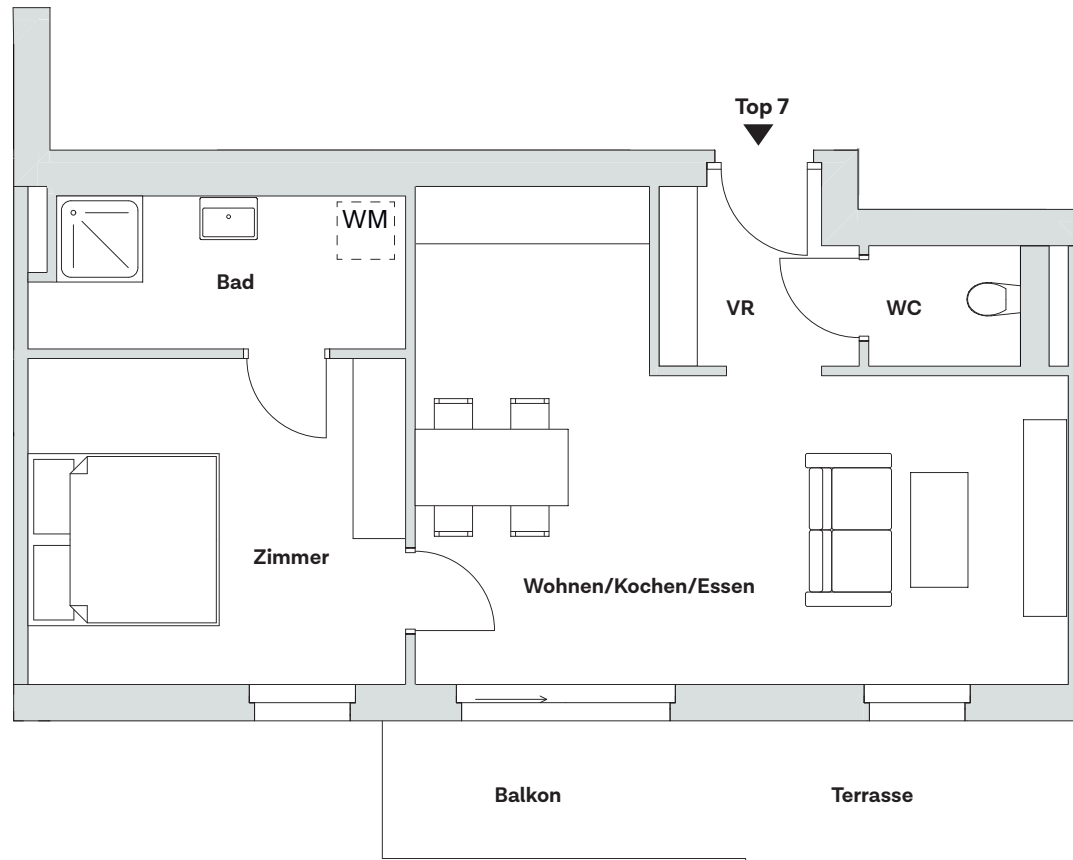 Top 7
WM
Bad
VR
WC
Zimmer
Wohnen/Kochen/Essen
Balkon
Terrasse